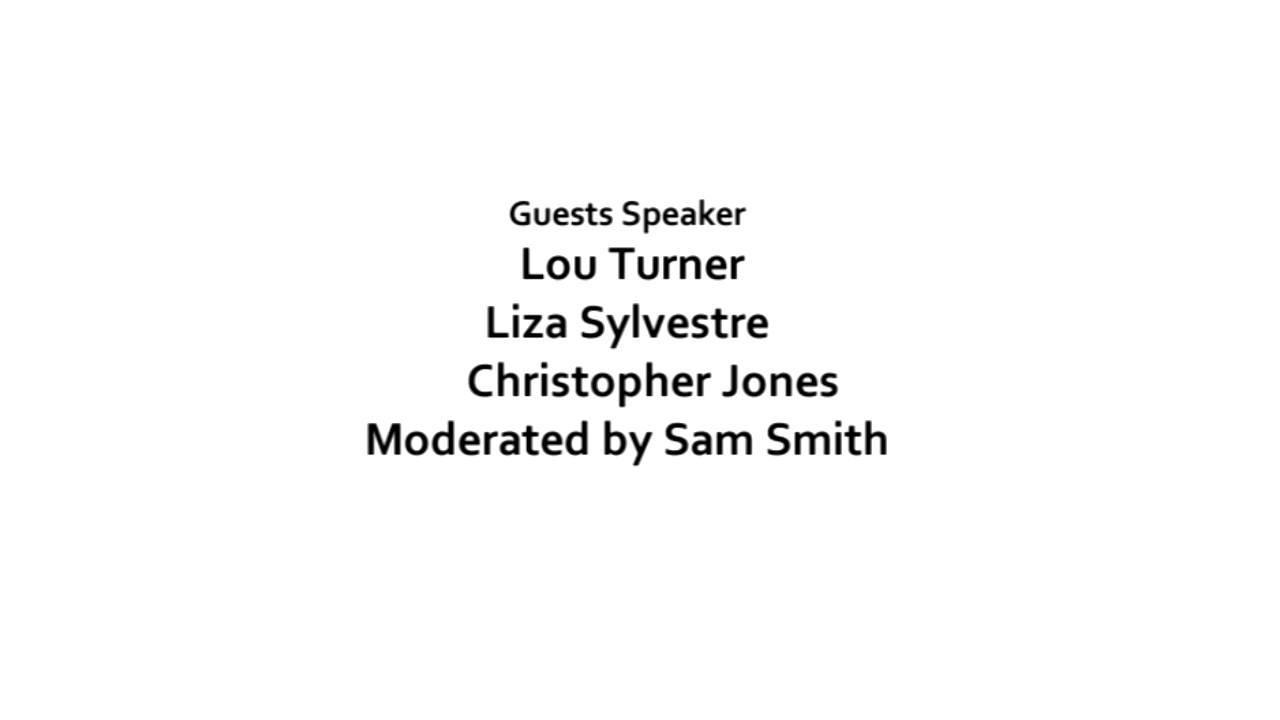 Guests Speaker
Lou Turner
Liza Sylvestre
Christopher Jones
Moderated by Sam Smith